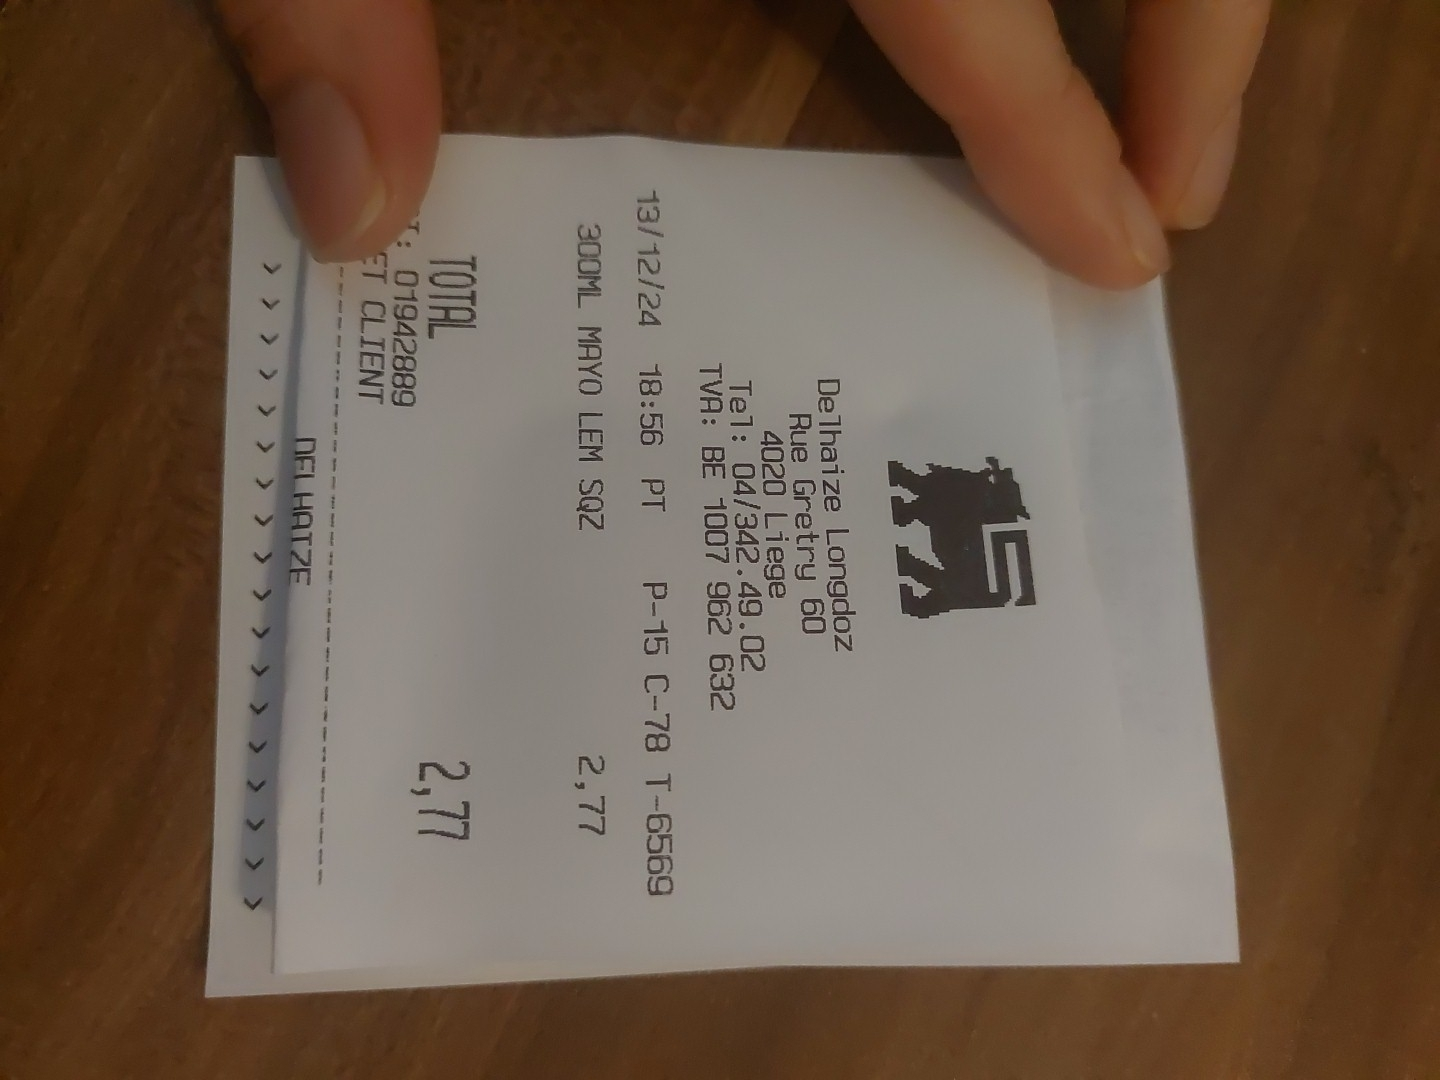 Delhaize Longdoz
Rue Gretry 60
4020 Liege
Tel: 04/342.49.02
TVA: BE 1007 962 632
13/12/24 18:56 PT P-15 C-78 T-6569
300ML MAYO LEM SQZ 2,77
TOTAL 2,77
01942889
CLIENT
DELHAIZE
< < < < < < < < < < < < < < < < < <